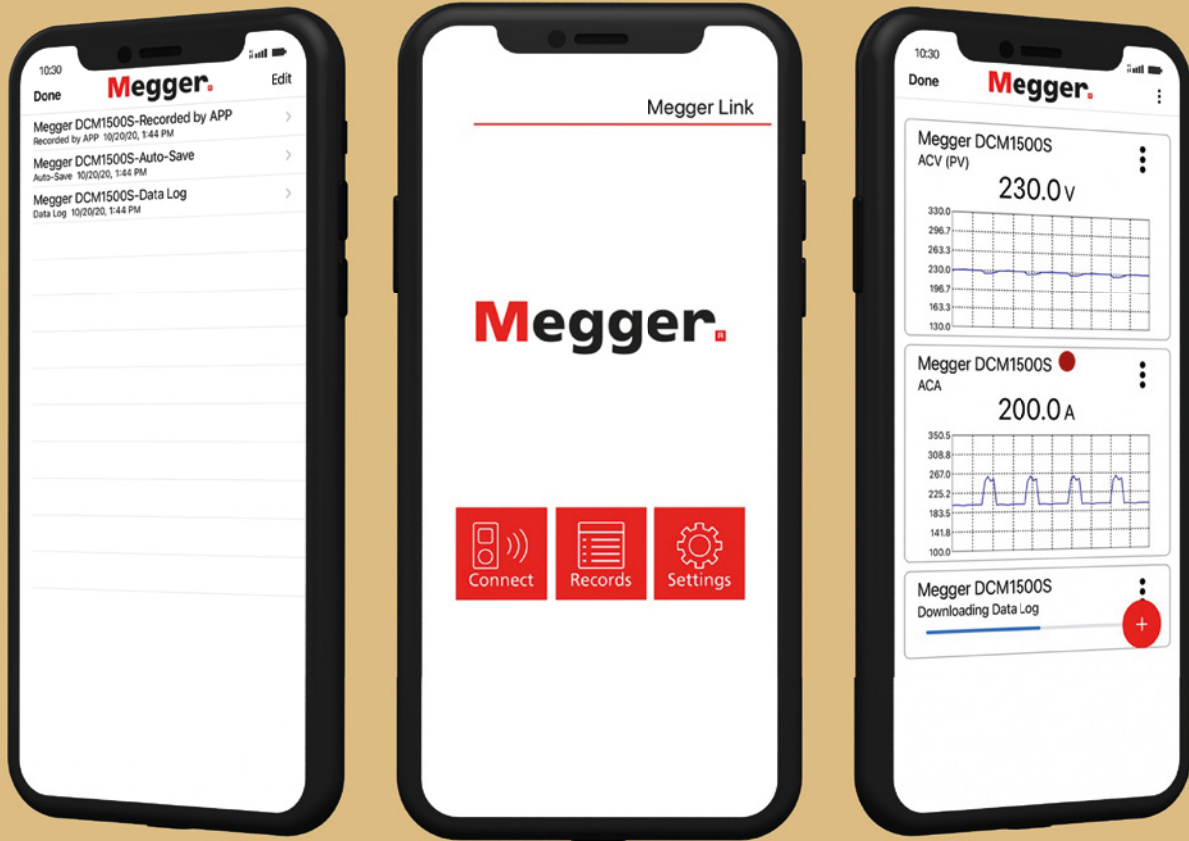 10:30
Done
Megger
R
Edit
Megger DCM1500S-Recorded by APP
Recorded by APP 10/20/20, 1:44 PM
Megger DCM1500S-Auto-Save
Auto-Save 10/20/20, 1:44 PM
Megger DCM1500S-Data Log
Data Log 10/20/20, 1:44 PM
Megger Link
Megger
R
Connect
Records
Settings
10:30
Done
Megger
R
Megger DCM1500S
ACV (PV)
230.0 V
330.0
296.7
263.3
230.0
196.7
163.3
130.0
Megger DCM1500S
ACA
200.0 A
350.5
308.8
267.0
225.2
183.5
141.8
100.0
Megger DCM1500S
Downloading Data Log
+